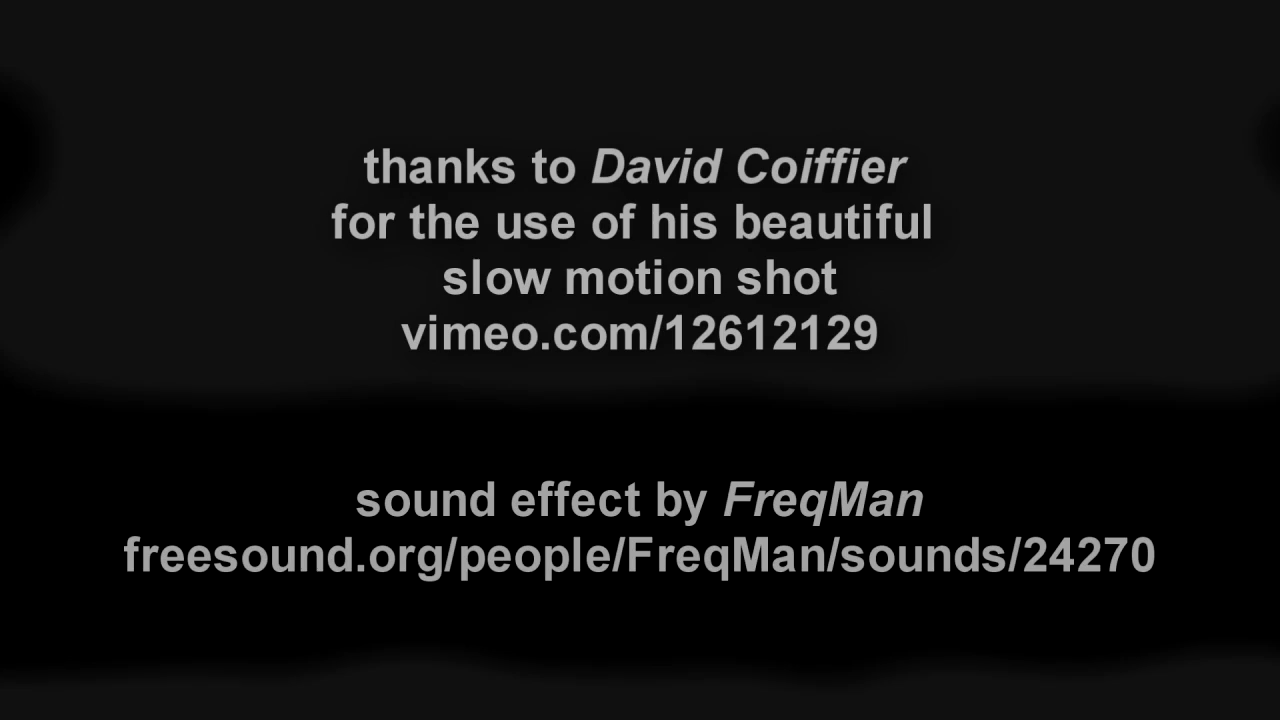 thanks to David Coiffier
for the use of his beautiful
slow motion shot
vimeo.com/12612129
sound effect by FreqMan
freesound.org/people/FreqMan/sounds/24270